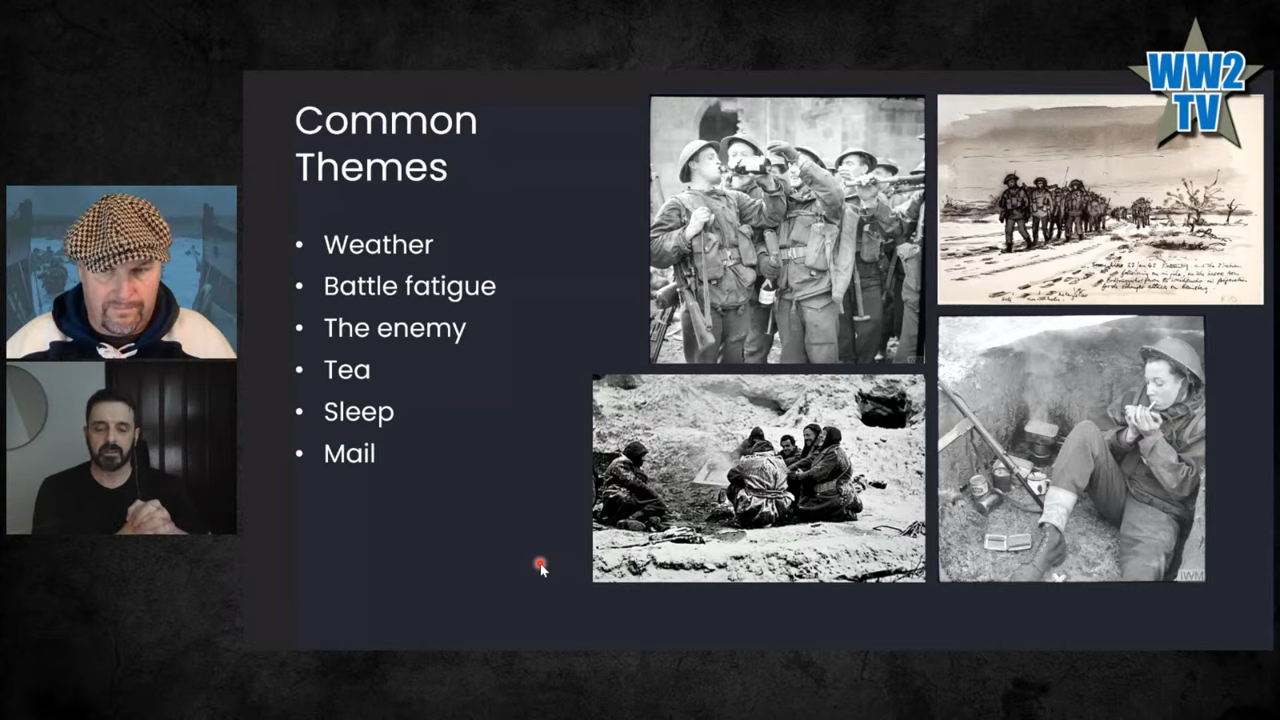 WW2
TV
Common
Themes
• Weather
• Battle fatigue
• The enemy
• Tea
• Sleep
• Mail
IWM